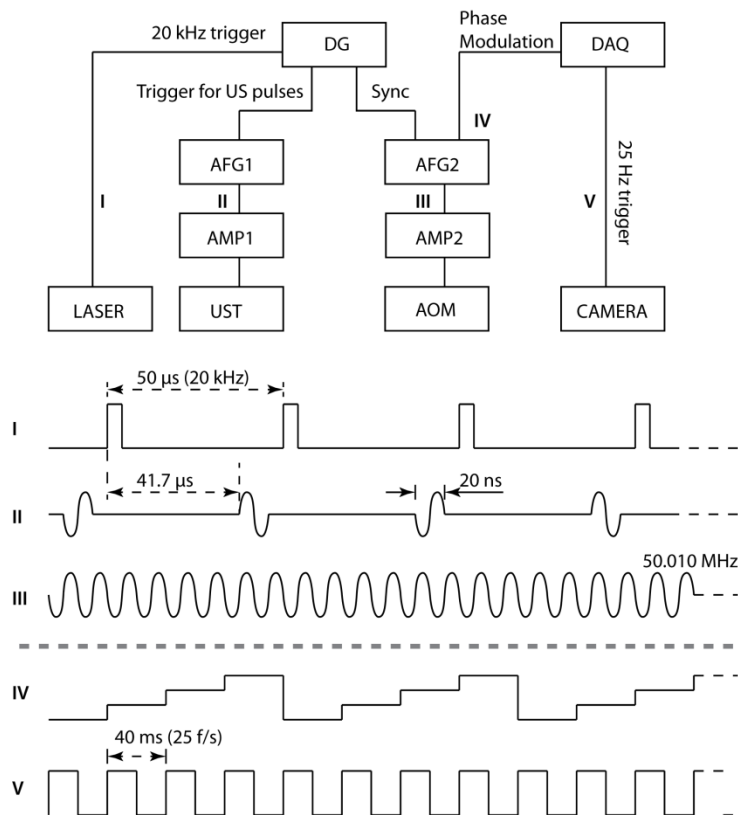 20 kHz trigger
DG
Phase
Modulation
DAQ
Trigger for US pulses
Sync
IV
AFG1
AFG2
I
II
III
V
25 Hz trigger
AMP1
AMP2
LASER
UST
AOM
CAMERA
50 µs (20 kHz)
I
41.7 µs
20 ns
II
50.010 MHz
III
IV
40 ms (25 f/s)
V